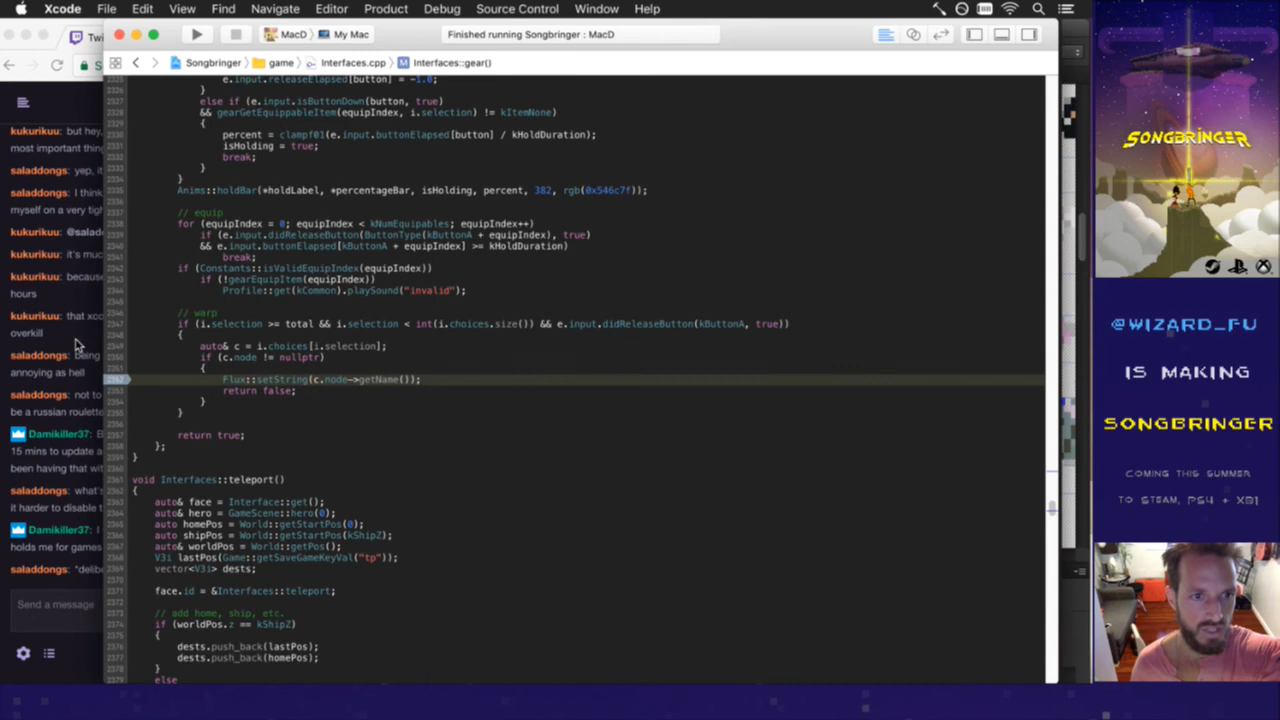 Xcode File Edit View Find Navigate Editor Product Debug Source Control Window Help
MacD
My Mac
Finished running Songbringer : MacD
Songbringer
game
Interfaces.cpp
Interfaces::gear()
kukurikuu: but hey,
most important thin
saladdongs: yep, it
saladdongs: I think
myself on a very tig
kukurikuu: @salad
kukurikuu: it's muc
kukurikuu: because
hours
kukurikuu: that xco
overkill
saladdongs: being
annoying as hell
saladdongs: not to
be a russian roulette
Damikiller37:
15 mins to update a
been having that wit
saladdongs: what's
it harder to disable t
Damikiller37: I
holds me for games
saladdongs: "delib
Send a message
e.input.releaseElapsed[button] = -1.0;
}
else if (e.input.isButtonDown(button, true)
&& gearGetEquippableItem(equipIndex, i.selection) != kItemNone)
{
percent = clampf01(e.input.buttonElapsed[button] / kHoldDuration);
isHolding = true;
break;
}
}
Anims::holdBar(*holdLabel, *percentageBar, isHolding, percent, 382, rgb(0x546c7f));
// equip
for (equipIndex = 0; equipIndex < kNumEquipables; equipIndex++)
if (e.input.didReleaseButton(ButtonType(kButtonA + equipIndex), true)
&& e.input.buttonElapsed[kButtonA + equipIndex] >= kHoldDuration)
break;
if (Constants::isValidEquipIndex(equipIndex))
if (!gearEquipItem(equipIndex))
Profile::get(kCommon).playSound("invalid");
// warp
if (i.selection >= total && i.selection < int(i.choices.size()) && e.input.didReleaseButton(kButtonA, true))
{
auto& c = i.choices[i.selection];
if (c.node != nullptr)
{
Flux::setString(c.node->getName());
return false;
}
}
return true;
};
}
void Interfaces::teleport()
{
auto& face = Interface::get();
auto& hero = GameScene::hero(0);
auto homePos = World::getStartPos(0);
auto shipPos = World::getStartPos(kShipZ);
auto& worldPos = World::getPos();
V3i lastPos(Game::getSaveGameKeyVal("tp"));
vector<V3i> dests;
face.id = &Interfaces::teleport;
// add home, ship, etc.
if (worldPos.z == kShipZ)
{
dests.push_back(lastPos);
dests.push_back(homePos);
}
else
SONGBRINGER
@WIZARD_FU
IS MAKING
SONGBRINGER
COMING THIS SUMMER
TO STEAM, PS4 + XB1